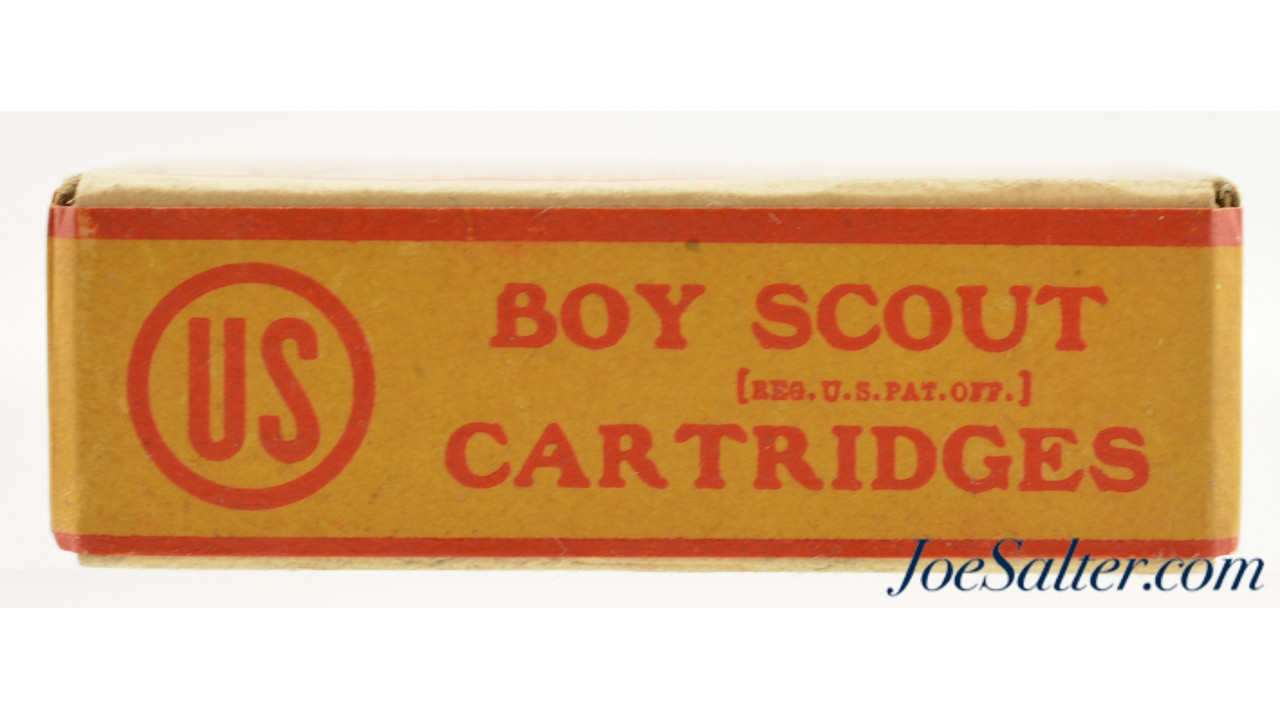 US
BOY SCOUT
[REG. U.S. PAT. OFF.]
CARTRIDGES
JoeSalter.com